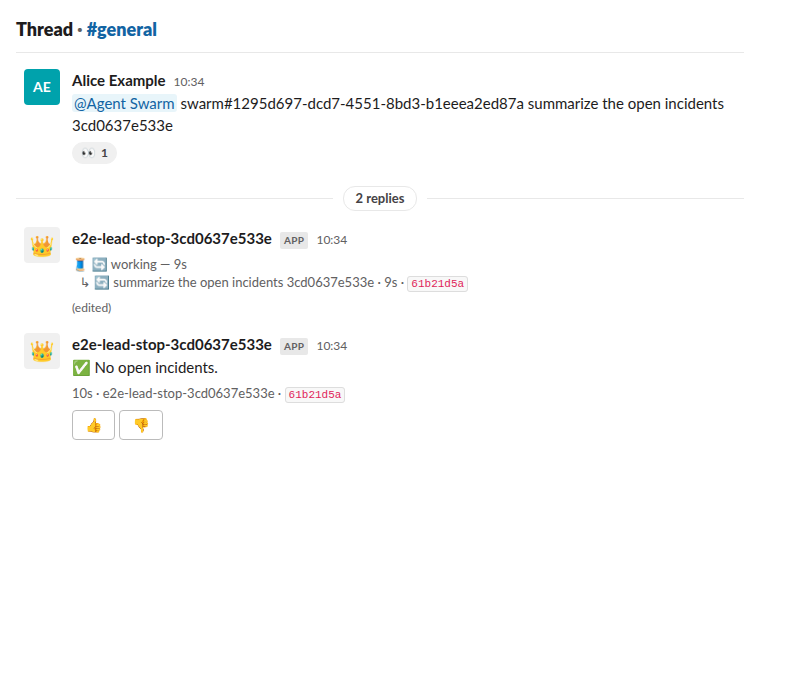 Thread • #general
AE
Alice Example 10:34
@Agent Swarm swarm#1295d697-dcd7-4551-8bd3-b1eeea2ed87a summarize the open incidents
3cd0637e533e
👀 1
2 replies
e2e-lead-stop-3cd0637e533e APP 10:34
🧵 🔄 working — 9s
↳ 🔄 summarize the open incidents 3cd0637e533e · 9s · 61b21d5a
(edited)
e2e-lead-stop-3cd0637e533e APP 10:34
✅ No open incidents.
10s · e2e-lead-stop-3cd0637e533e · 61b21d5a
👍 👎